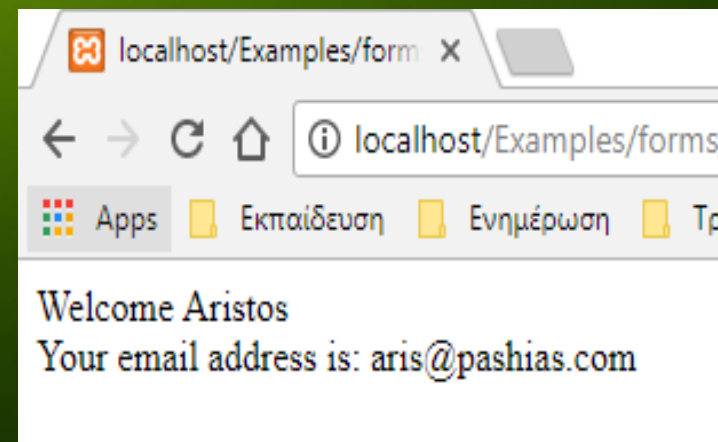 localhost/Examples/form
localhost/Examples/forms
Apps Εκπαίδευση Ενημέρωση
Welcome Aristos
Your email address is: aris@pashias.com